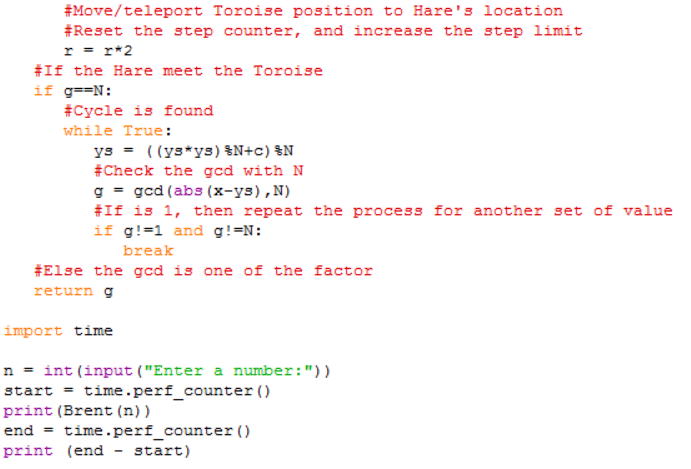 #Move/teleport Toroise position to Hare's location
#Reset the step counter, and increase the step limit
r = r*2
#If the Hare meet the Toroise
if g==N:
#Cycle is found
while True:
ys = ((ys*ys)%N+c)%N
#Check the gcd with N
g = gcd(abs(x-ys),N)
#If is 1, then repeat the process for another set of value
if g!=1 and g!=N:
break
#Else the gcd is one of the factor
return g
import time
n = int(input("Enter a number:"))
start = time.perf_counter()
print(Brent(n))
end = time.perf_counter()
print (end - start)